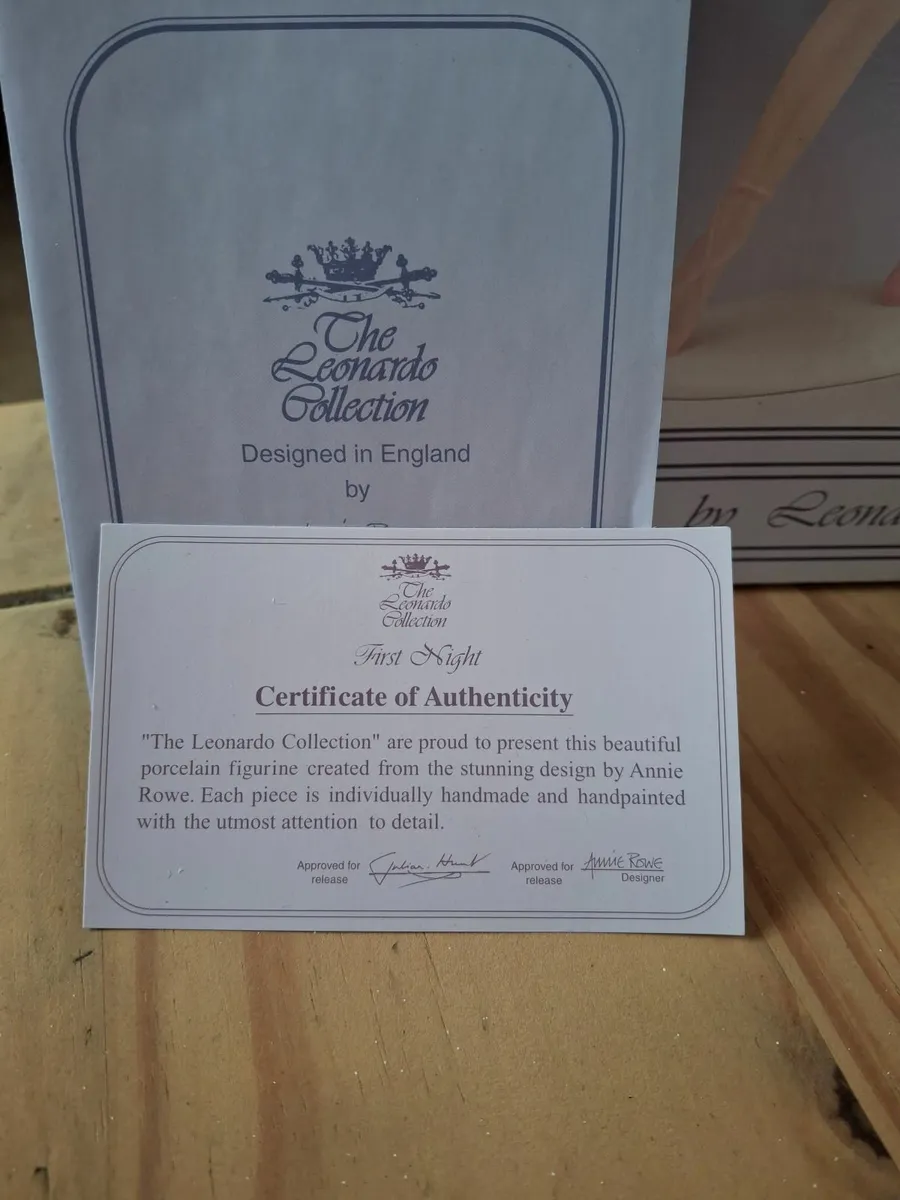 The
Leonardo
Collection
Designed in England
by
by Leona
The
Leonardo
Collection
First Night
Certificate of Authenticity
"The Leonardo Collection" are proud to present this beautiful
porcelain figurine created from the stunning design by Annie
Rowe. Each piece is individually handmade and handpainted
with the utmost attention to detail.
Approved for
release
Julian Hunt
Approved for
release
Annie Rowe
Designer